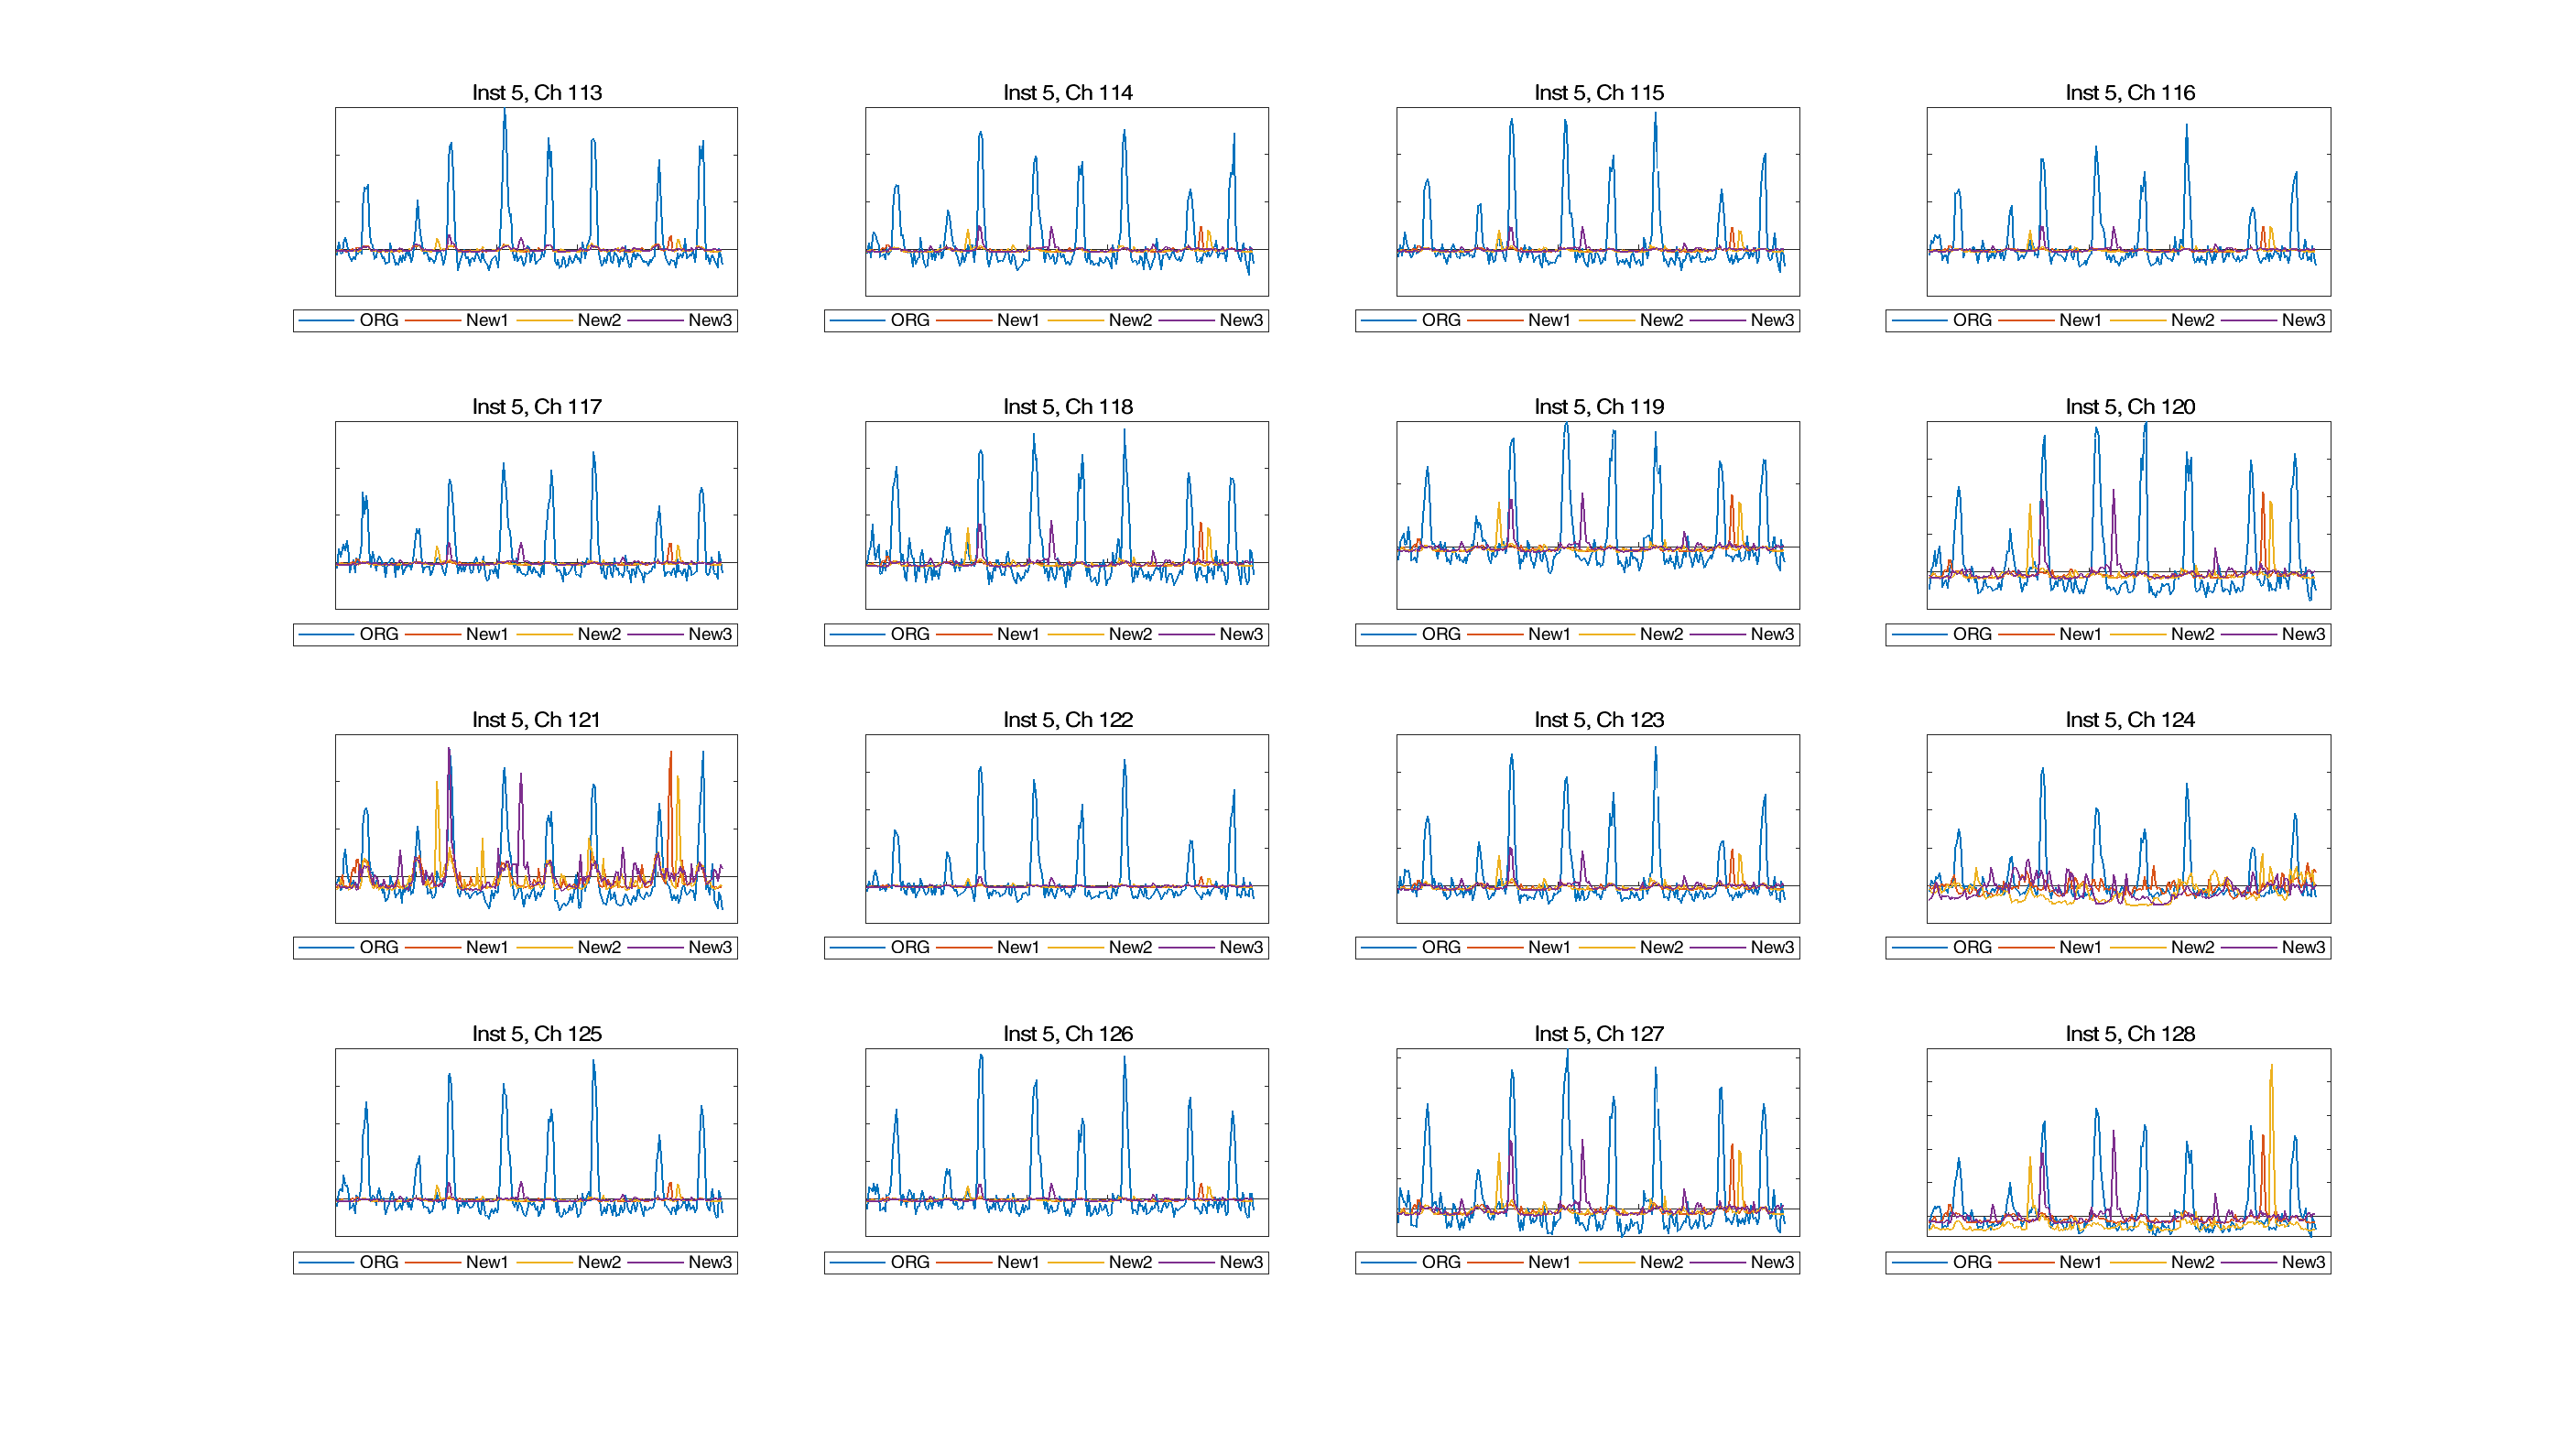 Inst 5, Ch 113
ORG New1 New2 New3
Inst 5, Ch 114
ORG New1 New2 New3
Inst 5, Ch 115
ORG New1 New2 New3
Inst 5, Ch 116
ORG New1 New2 New3
Inst 5, Ch 117
ORG New1 New2 New3
Inst 5, Ch 118
ORG New1 New2 New3
Inst 5, Ch 119
ORG New1 New2 New3
Inst 5, Ch 120
ORG New1 New2 New3
Inst 5, Ch 121
ORG New1 New2 New3
Inst 5, Ch 122
ORG New1 New2 New3
Inst 5, Ch 123
ORG New1 New2 New3
Inst 5, Ch 124
ORG New1 New2 New3
Inst 5, Ch 125
ORG New1 New2 New3
Inst 5, Ch 126
ORG New1 New2 New3
Inst 5, Ch 127
ORG New1 New2 New3
Inst 5, Ch 128
ORG New1 New2 New3